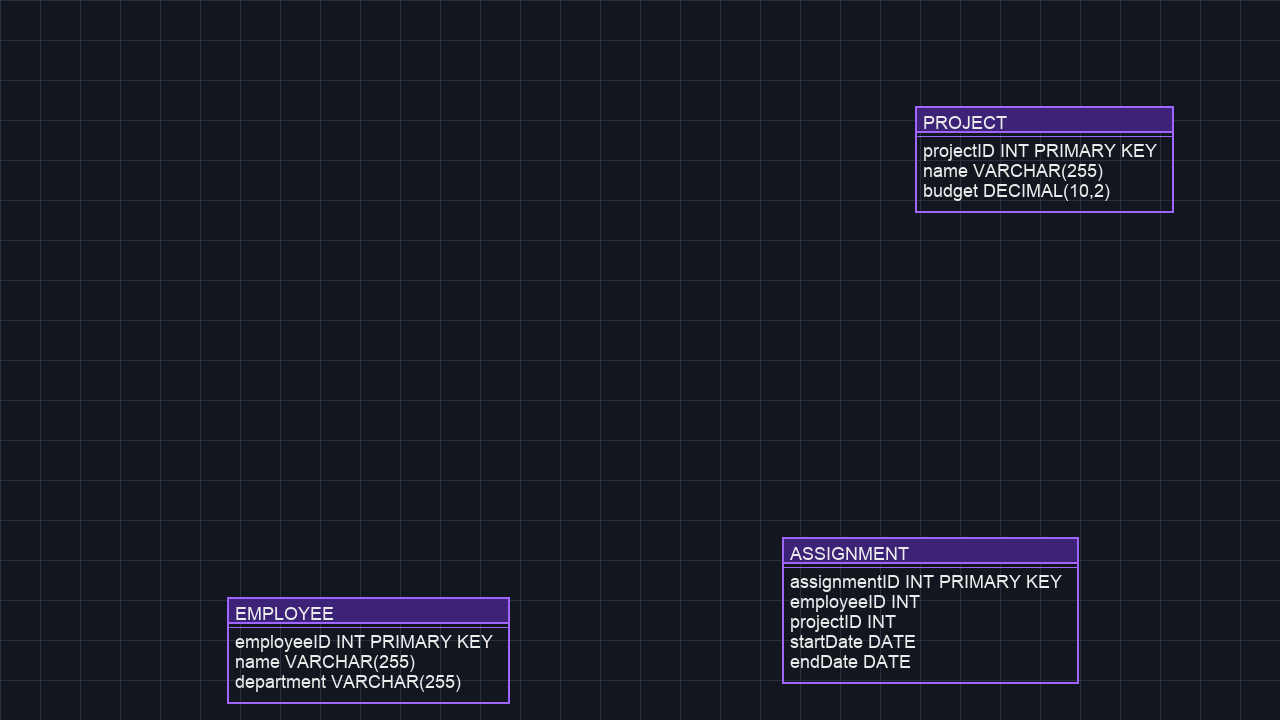 PROJECT
projectID INT PRIMARY KEY
name VARCHAR(255)
budget DECIMAL(10,2)
ASSIGNMENT
assignmentID INT PRIMARY KEY
employeeID INT
projectID INT
startDate DATE
endDate DATE
EMPLOYEE
employeeID INT PRIMARY KEY
name VARCHAR(255)
department VARCHAR(255)